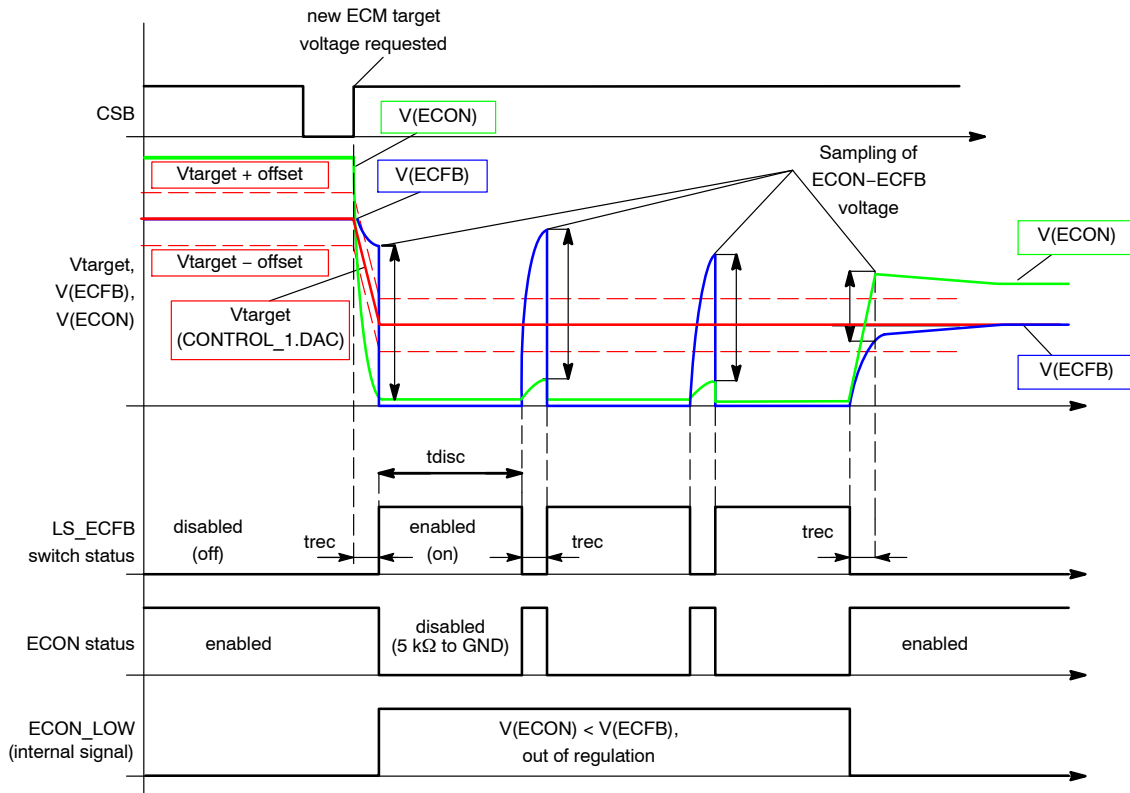 new ECM target
voltage requested
CSB
V(ECON)
Vtarget + offset
V(ECFB)
Sampling of
ECON−ECFB
voltage
Vtarget − offset
V(ECON)
Vtarget,
V(ECFB),
V(ECON)
Vtarget
(CONTROL_1.DAC)
V(ECFB)
tdisc
LS_ECFB
switch status
disabled
(off)
trec
enabled
(on)
trec
trec
ECON status
enabled
disabled
(5 kΩ to GND)
enabled
ECON_LOW
(internal signal)
V(ECON) < V(ECFB),
out of regulation